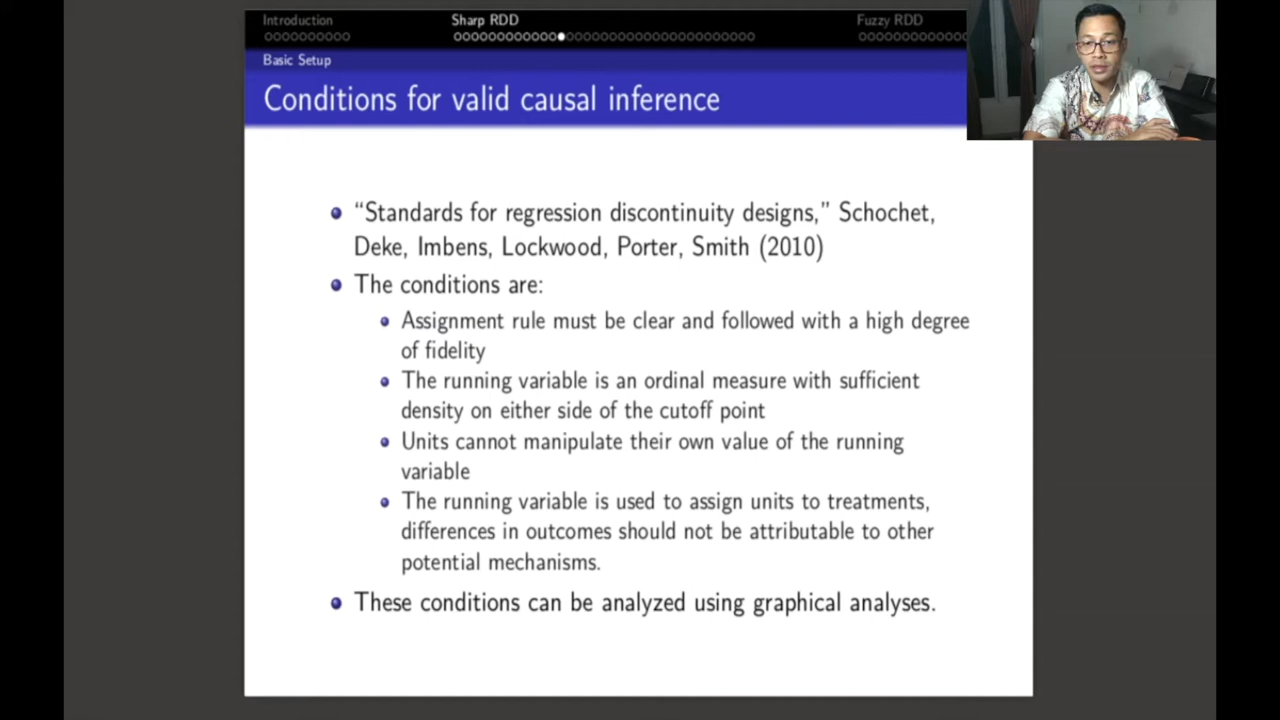 Introduction
Sharp RDD
Fuzzy RDD
Basic Setup
Conditions for valid causal inference
“Standards for regression discontinuity designs,” Schochet,
Deke, Imbens, Lockwood, Porter, Smith (2010)
The conditions are:
Assignment rule must be clear and followed with a high degree
of fidelity
The running variable is an ordinal measure with sufficient
density on either side of the cutoff point
Units cannot manipulate their own value of the running
variable
The running variable is used to assign units to treatments,
differences in outcomes should not be attributable to other
potential mechanisms.
These conditions can be analyzed using graphical analyses.